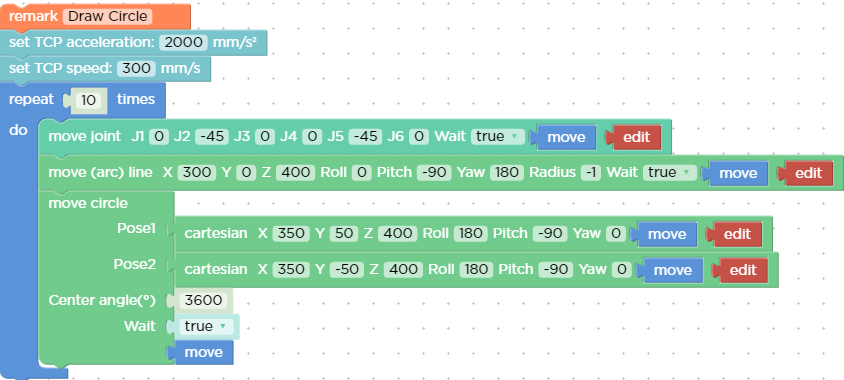 remark Draw Circle
set TCP acceleration: 2000 mm/s²
set TCP speed: 300 mm/s
repeat 10 times
do move joint J1 0 J2 -45 J3 0 J4 0 J5 -45 J6 0 Wait true move edit
move (arc) line X 300 Y 0 Z 400 Roll 0 Pitch -90 Yaw 180 Radius -1 Wait true move edit
move circle
Pose1 cartesian X 350 Y 50 Z 400 Roll 180 Pitch -90 Yaw 0 move edit
Pose2 cartesian X 350 Y -50 Z 400 Roll 180 Pitch -90 Yaw 0 move edit
Center angle(°) 3600
Wait true
move